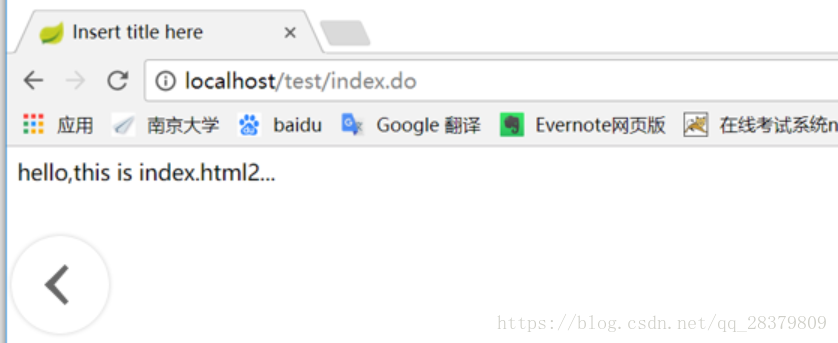 Insert title here
localhost/test/index.do
应用 南京大学 baidu Google 翻译 Evernote网页版 在线考试系统n
hello,this is index.html2...
https://blog.csdn.net/qq_28379809